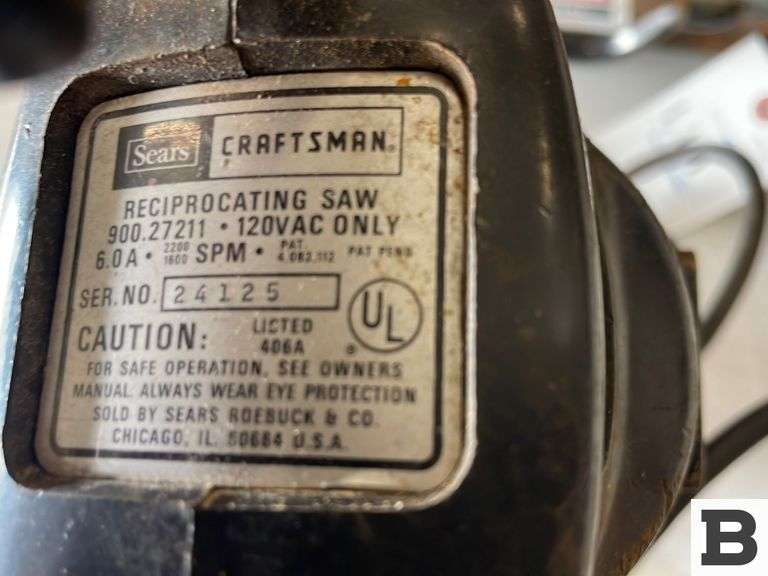 Sears CRAFTSMAN®
RECIPROCATING SAW
900.27211 • 120VAC ONLY
6.0A • 2200 1600 SPM • PAT. 4,082,112 PAT PEND
SER. NO. 24125
UL ®
CAUTION: LISTED 406A
FOR SAFE OPERATION, SEE OWNERS
MANUAL. ALWAYS WEAR EYE PROTECTION
SOLD BY SEARS ROEBUCK & CO.
CHICAGO, IL. 60684 U.S.A.
B